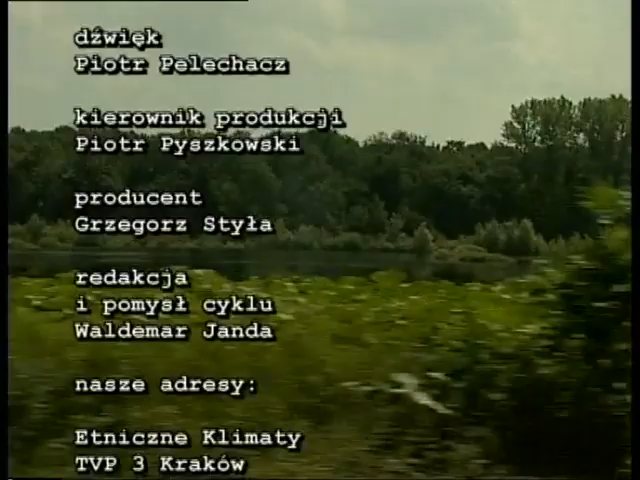 dźwięk
Piotr Pelechacz
kierownik produkcji
Piotr Pyszkowski
producent
Grzegorz Styła
redakcja
i pomysł cyklu
Waldemar Janda
nasze adresy:
Etniczne Klimaty
TVP 3 Kraków